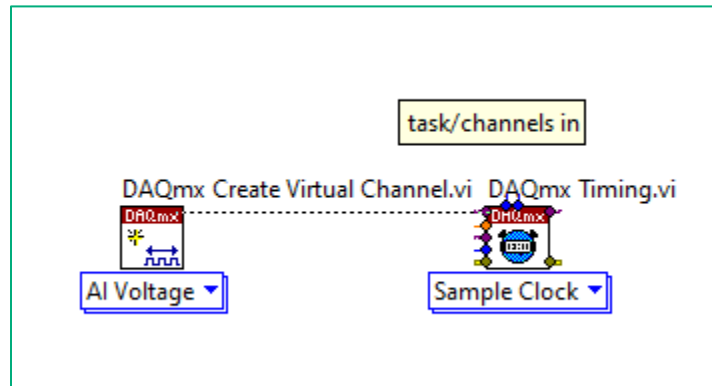 task/channels in
DAQmx Create Virtual Channel.vi DAQmx Timing.vi
DAQmx DAQmx
AI Voltage Sample Clock